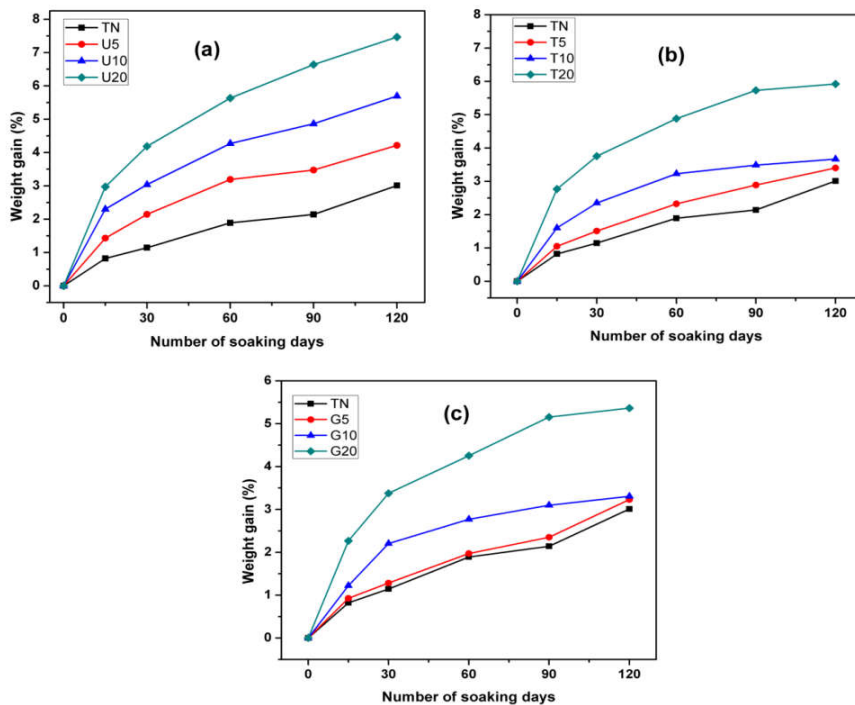 (a)
TN
U5
U10
U20
Weight gain (%)
8
7
6
5
4
3
2
1
0
0 30 60 90 120
Number of soaking days
(b)
TN
T5
T10
T20
Weight gain (%)
8
7
6
5
4
3
2
1
0
0 30 60 90 120
Number of soaking days
(c)
TN
G5
G10
G20
Weight gain (%)
6
5
4
3
2
1
0
0 30 60 90 120
Number of soaking days